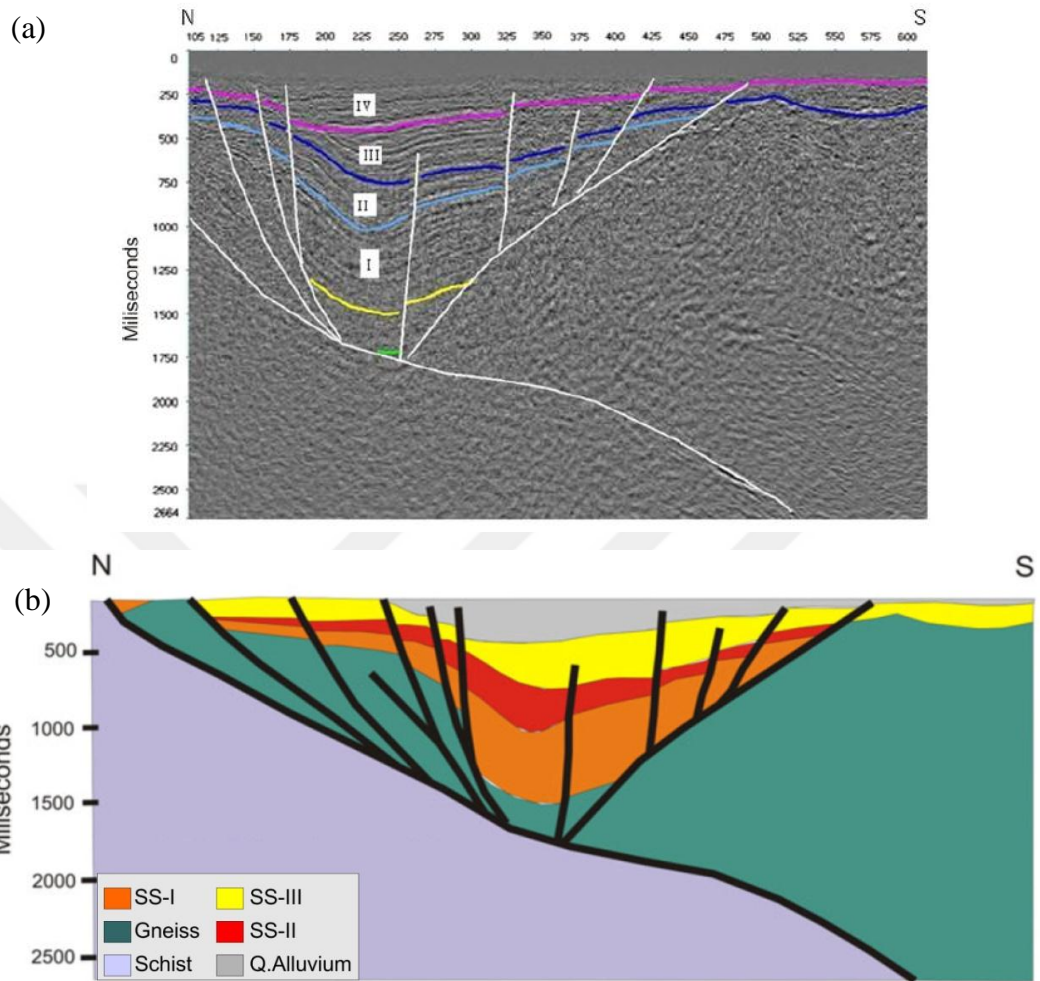 (a)
N S
105 125 150 175 200 225 250 275 300 325 350 375 400 425 450 475 500 525 550 575 600
0
250
500
750
1000
1250
1500
1750
2000
2250
2500
2664
Miliseconds
IV
III
II
I
(b)
N S
500
1000
1500
2000
2500
Miliseconds
SS-I SS-III
Gneiss SS-II
Schist Q.Alluvium